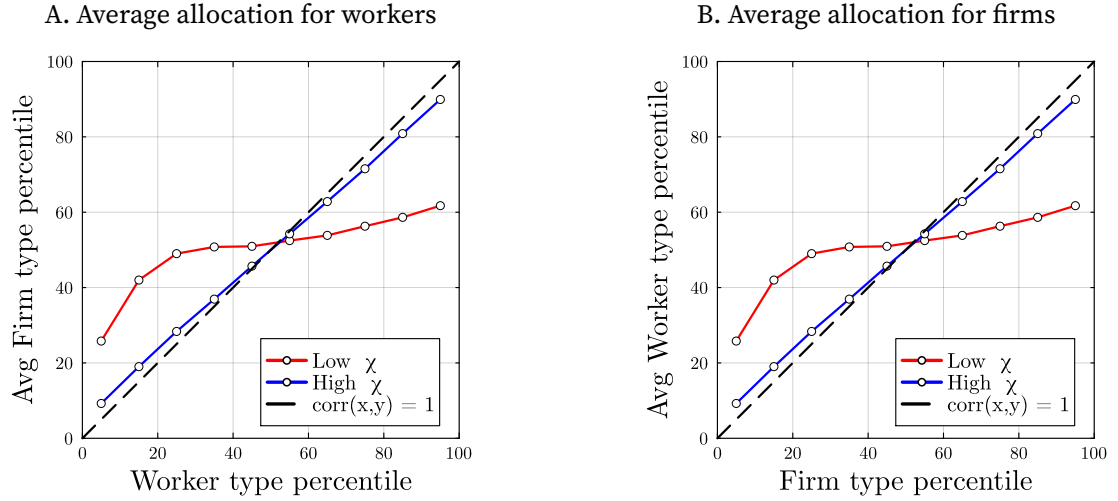 A. Average allocation for workers
Avg Firm type percentile
100
80
60
40
20
0
0 20 40 60 80 100
Worker type percentile
Low χ
High χ
corr(x,y) = 1
B. Average allocation for firms
Avg Worker type percentile
100
80
60
40
20
0
0 20 40 60 80 100
Firm type percentile
Low χ
High χ
corr(x,y) = 1